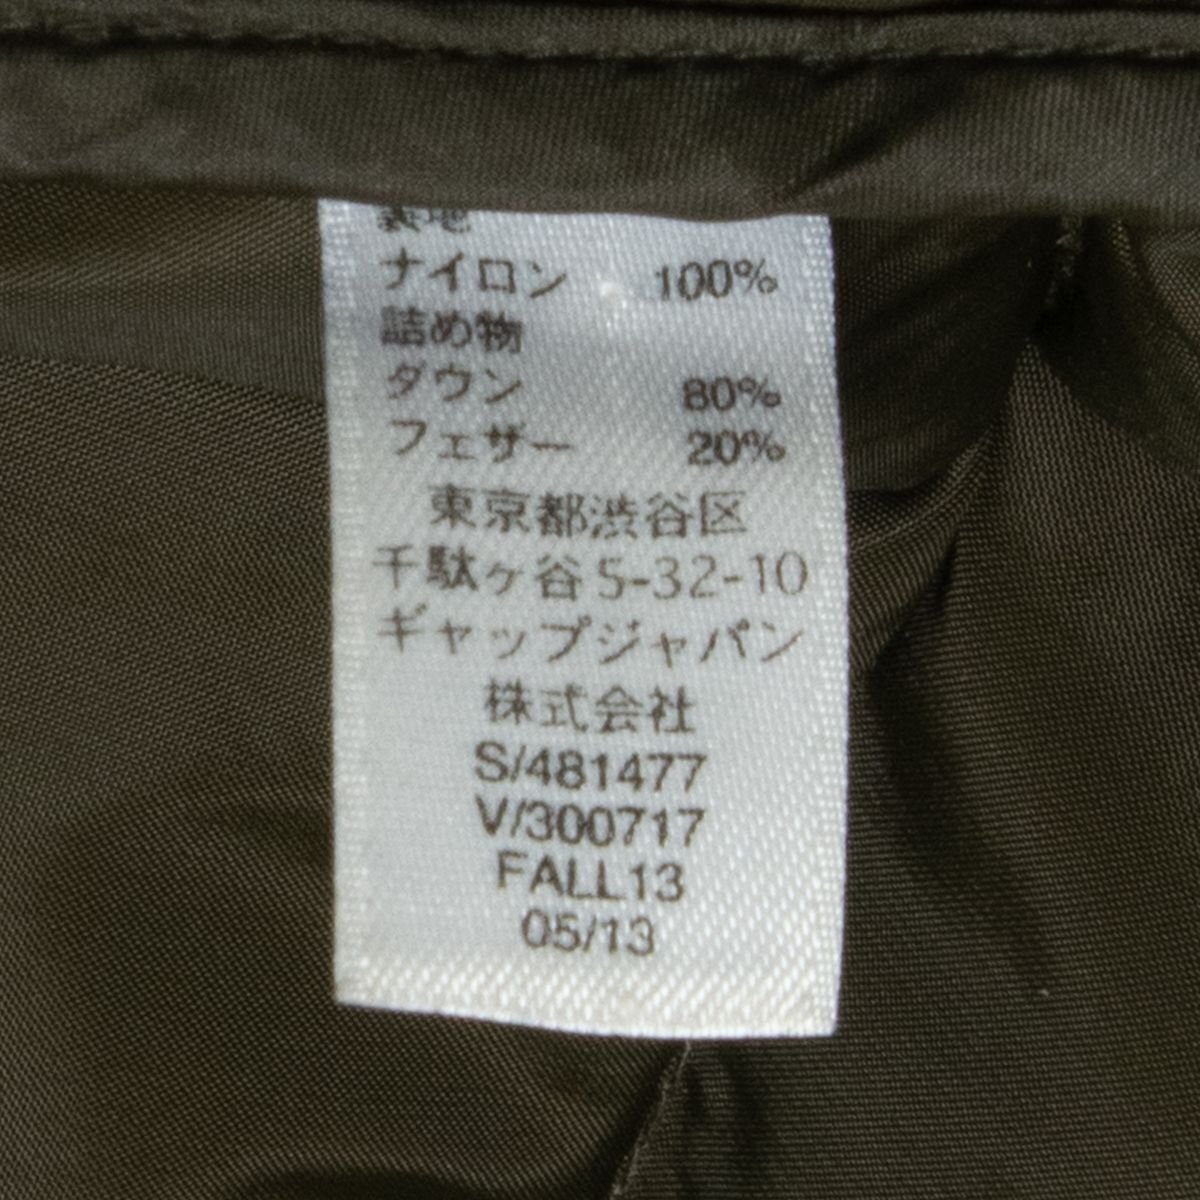 裏地
ナイロン 100%
詰め物
ダウン 80%
フェザー 20%
東京都渋谷区
千駄ヶ谷5-32-10
ギャップジャパン
株式会社
S/481477
V/300717
FALL13
05/13